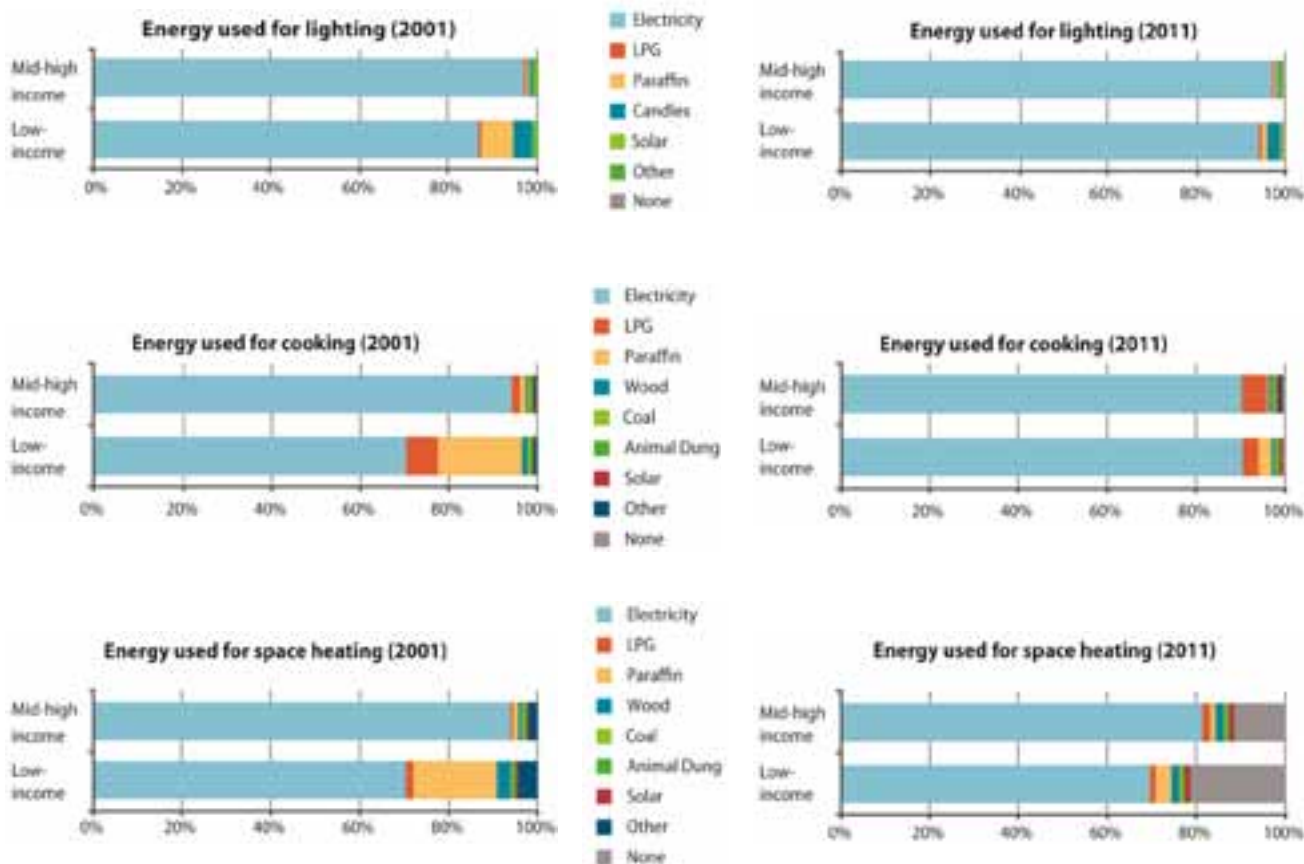 Energy used for lighting (2001)
Mid-high
income
Low-
income
0% 20% 40% 60% 80% 100%
Electricity
LPG
Paraffin
Candles
Solar
Other
None
Energy used for lighting (2011)
Mid-high
income
Low-
income
0% 20% 40% 60% 80% 100%
Energy used for cooking (2001)
Mid-high
income
Low-
income
0% 20% 40% 60% 80% 100%
Electricity
LPG
Paraffin
Wood
Coal
Animal Dung
Solar
Other
None
Energy used for cooking (2011)
Mid-high
income
Low-
income
0% 20% 40% 60% 80% 100%
Energy used for space heating (2001)
Mid-high
income
Low-
income
0% 20% 40% 60% 80% 100%
Electricity
LPG
Paraffin
Wood
Coal
Animal Dung
Solar
Other
None
Energy used for space heating (2011)
Mid-high
income
Low-
income
0% 20% 40% 60% 80% 100%